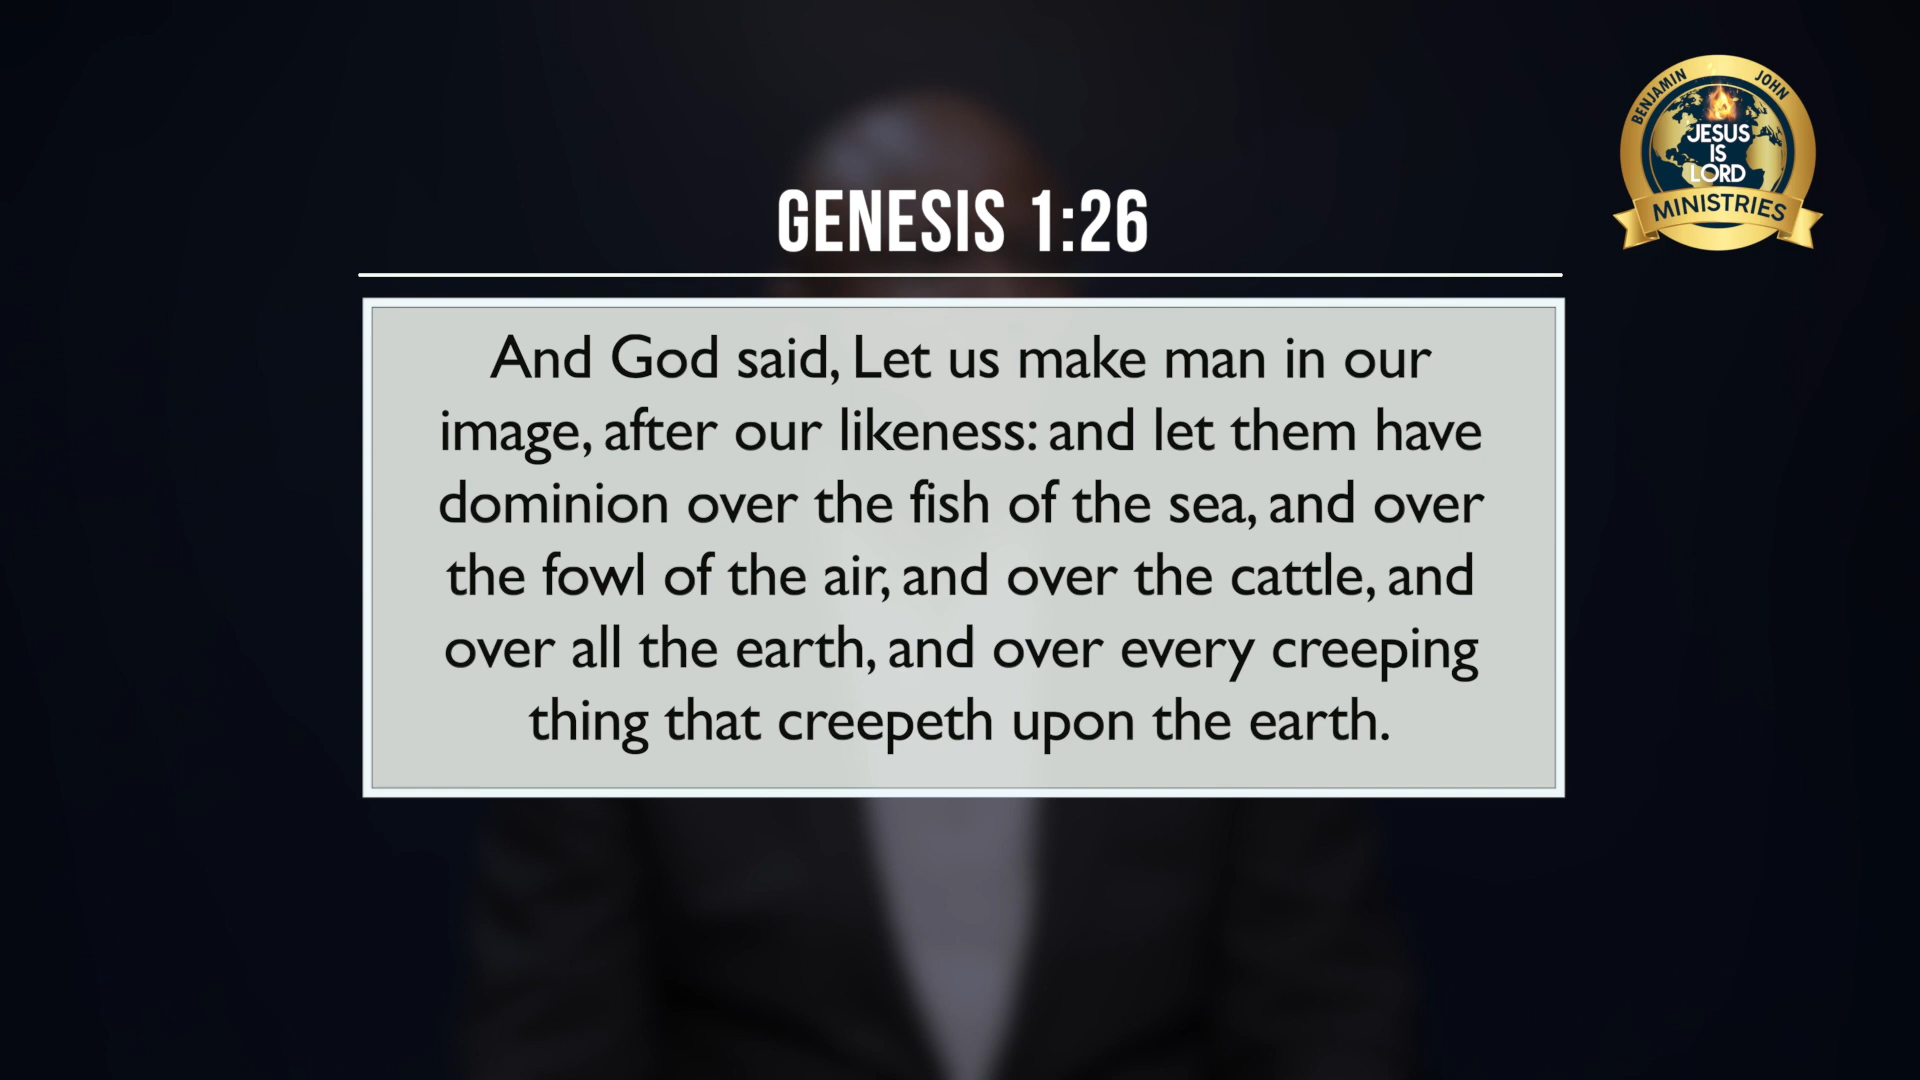 BENJAMIN JOHN
JESUS
IS
LORD
MINISTRIES
GENESIS 1:26
And God said, Let us make man in our
image, after our likeness: and let them have
dominion over the fish of the sea, and over
the fowl of the air, and over the cattle, and
over all the earth, and over every creeping
thing that creepeth upon the earth.